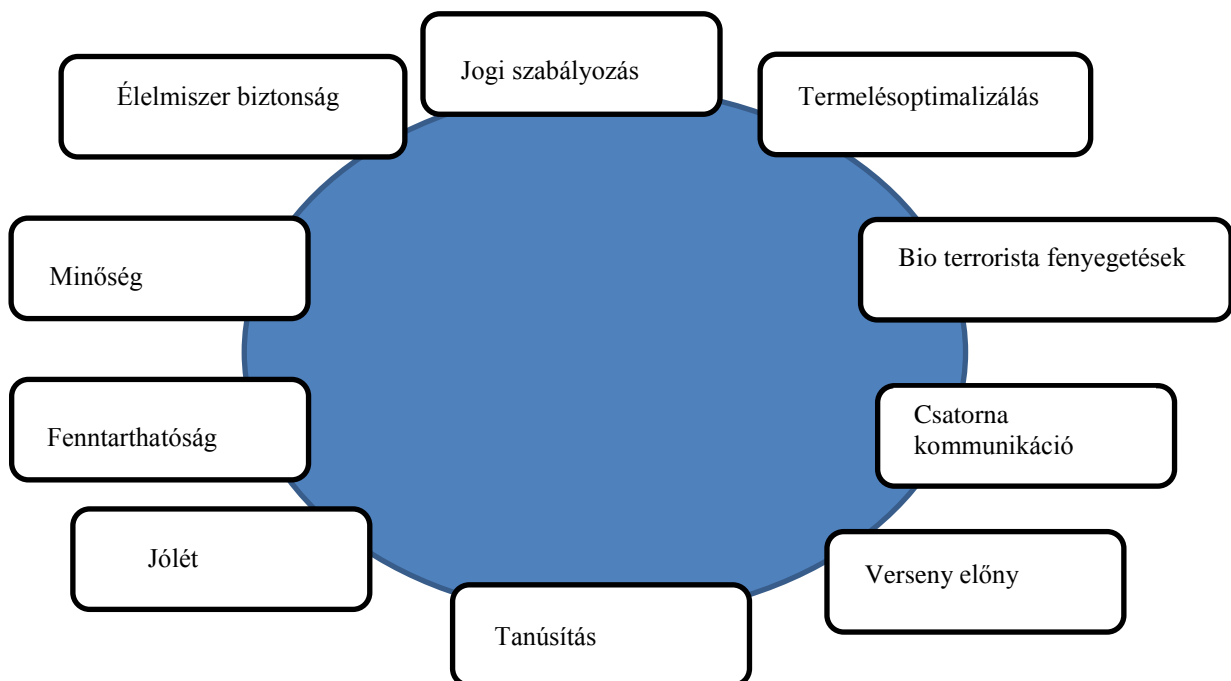 Jogi szabályozás
Élelmiszer biztonság
Termelésoptimalizálás
Minőség
Bio terrorista fenyegetések
Fenntarthatóság
Csatorna
kommunikáció
Jólét
Verseny előny
Tanúsítás